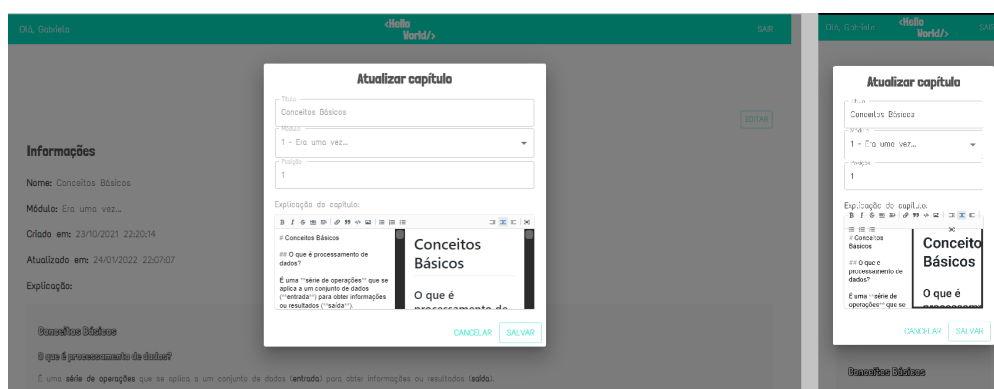 Olá, Gabriela
<Hello
World/>
SAIR
EDITAR
Informações
Nome: Conceitos Básicos
Módulo: Era uma vez...
Criado em: 23/10/2021 22:20:14
Atualizado em: 24/01/2022 22:07:07
Explicação:
Conceitos Básicos
O que é processamento de dados?
É uma série de operações que se aplica a um conjunto de dados (entrada) para obter informações ou resultados (saída).
Atualizar capítulo
Título
Conceitos Básicos
Módulo
1 - Era uma vez...
Posição
1
Explicação do capítulo:
B I
# Conceitos Básicos
## O que é processamento de
dados?
É uma **série de operações** que se
aplica a um conjunto de dados
(**entrada**) para obter informações
ou resultados (**saída**).
Conceitos
Básicos
O que é
processamento de
CANCELAR
SALVAR
Olá, Gabriela
<Hello
World/>
SAIR
Atualizar capítulo
Título
Conceitos Básicos
Módulo
1 - Era uma vez...
Posição
1
Explicação do capítulo:
B I
# Conceitos
Básicos
## O que é
processamento de
dados?
É uma **série de
operações** que se
Conceito
Básicos
O que é
CANCELAR
SALVAR
Conceitos Básicos